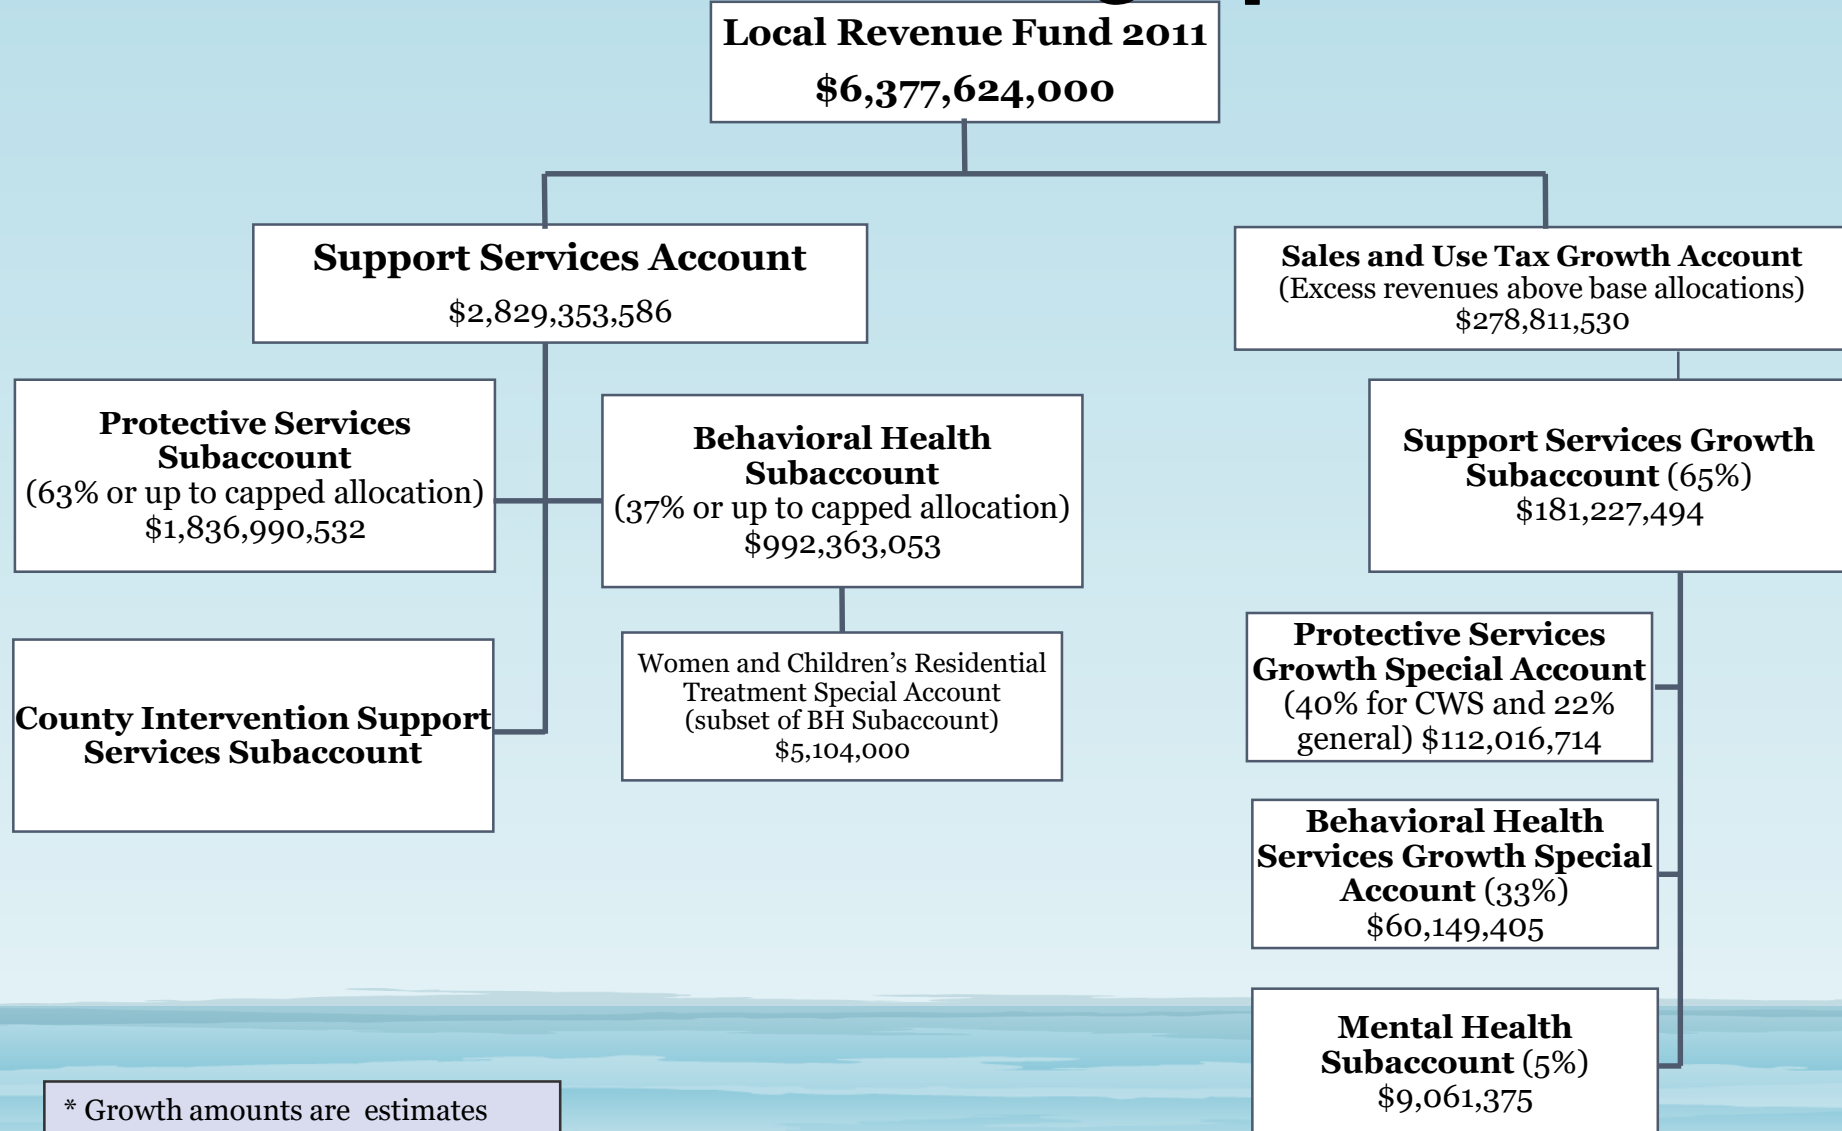 Local Revenue Fund 2011
$6,377,624,000
Support Services Account
$2,829,353,586
Sales and Use Tax Growth Account
(Excess revenues above base allocations)
$278,811,530
Protective Services
Subaccount
(63% or up to capped allocation)
$1,836,990,532
Behavioral Health
Subaccount
(37% or up to capped allocation)
$992,363,053
Support Services Growth
Subaccount (65%)
$181,227,494
County Intervention Support
Services Subaccount
Women and Children’s Residential
Treatment Special Account
(subset of BH Subaccount)
$5,104,000
Protective Services
Growth Special Account
(40% for CWS and 22%
general) $112,016,714
Behavioral Health
Services Growth Special
Account (33%)
$60,149,405
Mental Health
Subaccount (5%)
$9,061,375
* Growth amounts are  estimates